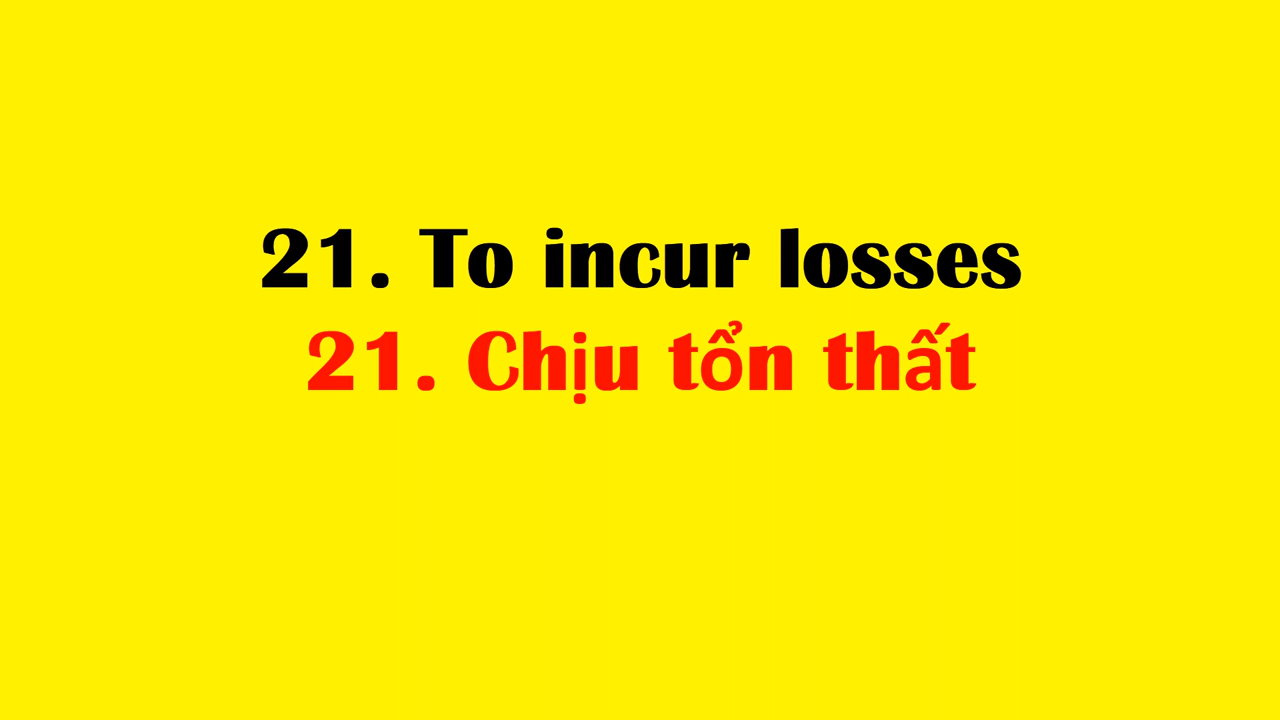 21. To incur losses
21. Chịu tổn thất